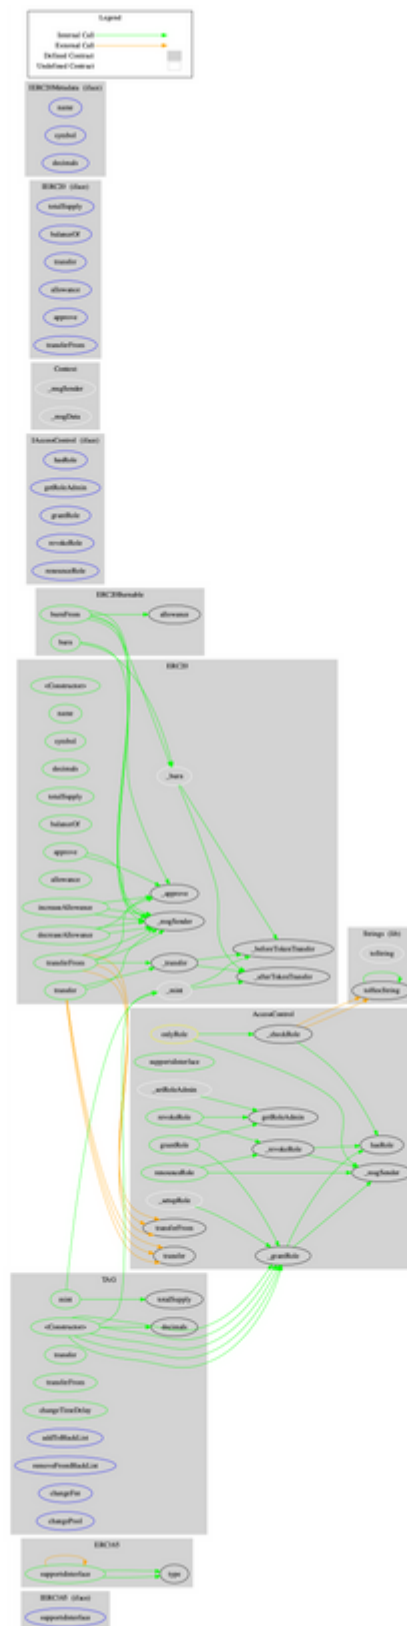 Legend
Internal Call
External Call
Defined Contract
Undefined Contract
IERC20Metadata (iface)
name
symbol
decimals
IERC20 (iface)
totalSupply
balanceOf
transfer
allowance
approve
transferFrom
Context
_msgSender
_msgData
IAccessControl (iface)
hasRole
getRoleAdmin
grantRole
revokeRole
renounceRole
ERC20Burnable
burnFrom
allowance
burn
ERC20
<Constructor>
name
symbol
decimals
_burn
totalSupply
balanceOf
approve
allowance
_approve
increaseAllowance
_msgSender
decreaseAllowance
transferFrom
_transfer
_beforeTokenTransfer
_afterTokenTransfer
transfer
_mint
Strings (lib)
toString
toHexString
AccessControl
onlyRole
_checkRole
supportsInterface
_setRoleAdmin
revokeRole
getRoleAdmin
grantRole
_revokeRole
hasRole
renounceRole
_msgSender
_setupRole
transferFrom
transfer
_grantRole
TAG
mint
totalSupply
<Constructor>
decimals
transfer
transferFrom
changeTimeDelay
addToBlackList
removeFromBlackList
changeFee
changePool
ERC165
supportsInterface
type
IERC165 (iface)
supportsInterface